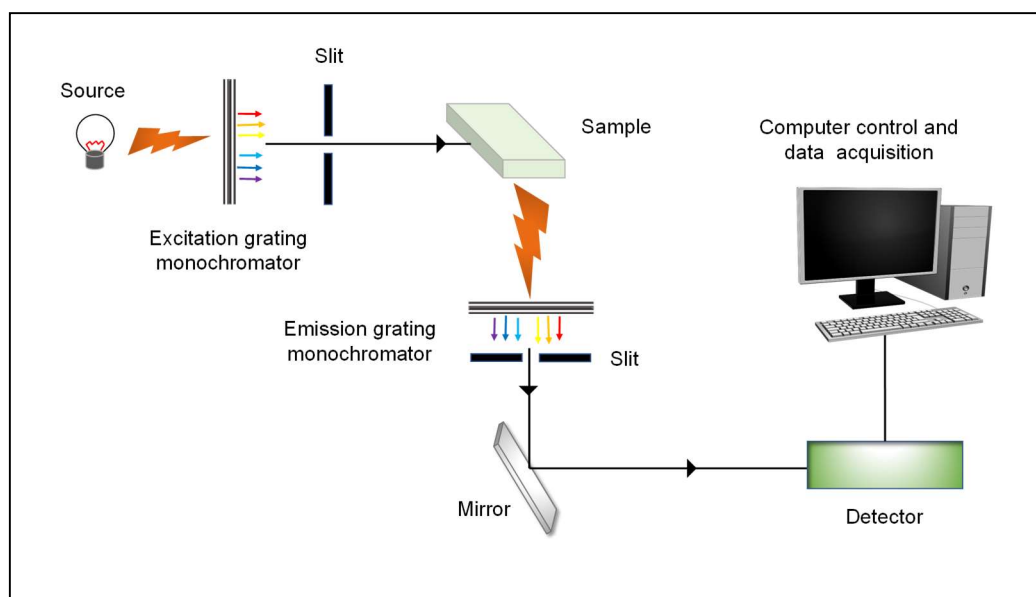 Slit
Source
Sample
Computer control and
data acquisition
Excitation grating
monochromator
Emission grating
monochromator
Slit
Mirror
Detector